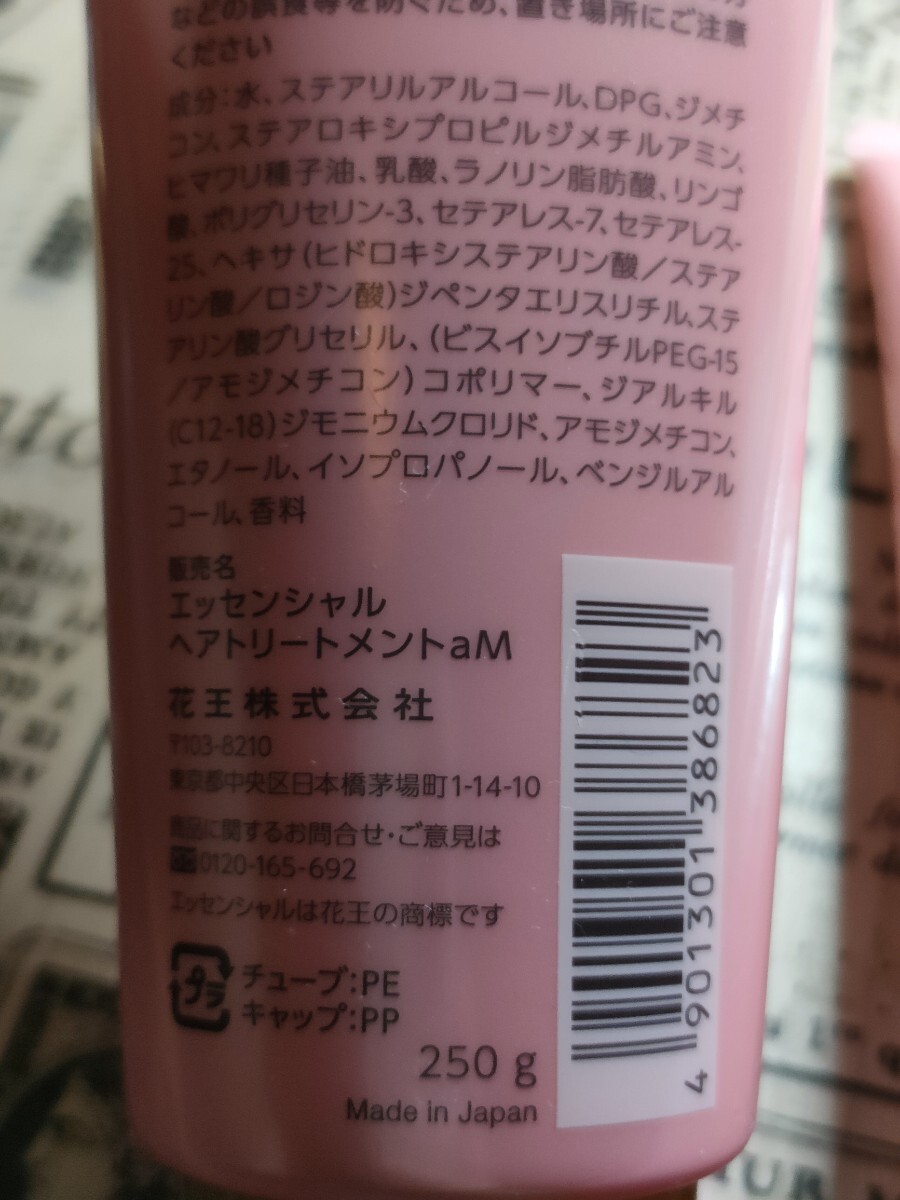 などの誤食等を防ぐため、置き場所にご注意
ください
成分：水、ステアリルアルコール、DPG、ジメチ
コン、ステアロキシプロピルジメチルアミン、
ヒマワリ種子油、乳酸、ラノリン脂肪酸、リンゴ
酸、ポリグリセリン-3、セテアレス-7、セテアレス-
25、ヘキサ（ヒドロキシステアリン酸／ステア
リン酸／ロジン酸）ジペンタエリスリチル、ステ
アリン酸グリセリル、（ビスイソブチルPEG-15
／アモジメチコン）コポリマー、ジアルキル
(C12-18)ジモニウムクロリド、アモジメチコン、
エタノール、イソプロパノール、ベンジルアル
コール、香料
販売名
エッセンシャル
ヘアトリートメントaM
花王株式会社
〒103-8210
東京都中央区日本橋茅場町1-14-10
商品に関するお問合せ・ご意見は
0120-165-692
エッセンシャルは花王の商標です
プラ
チューブ：PE
キャップ：PP
250 g
Made in Japan
4 901301 386823